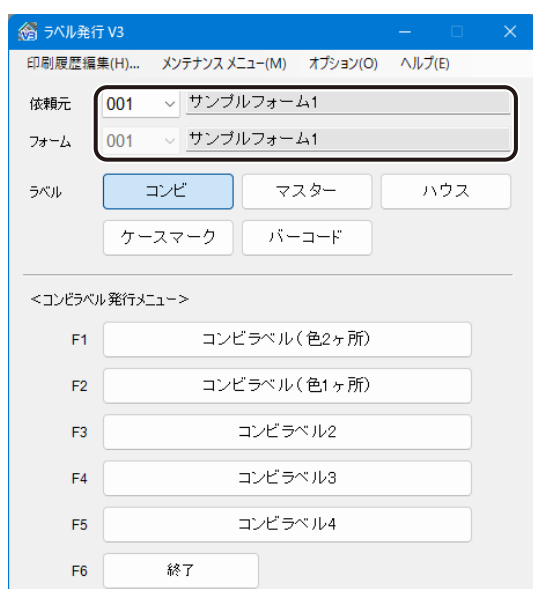 ラベル発行 V3
印刷履歴編集(H)... メンテナンス メニュー(M) オプション(O) ヘルプ(E)
依頼元 001 サンプルフォーム1
フォーム 001 サンプルフォーム1
ラベル コンビ マスター ハウス
ケースマーク バーコード
<コンビラベル発行メニュー>
F1 コンビラベル(色2ヶ所)
F2 コンビラベル(色1ヶ所)
F3 コンビラベル2
F4 コンビラベル3
F5 コンビラベル4
F6 終了